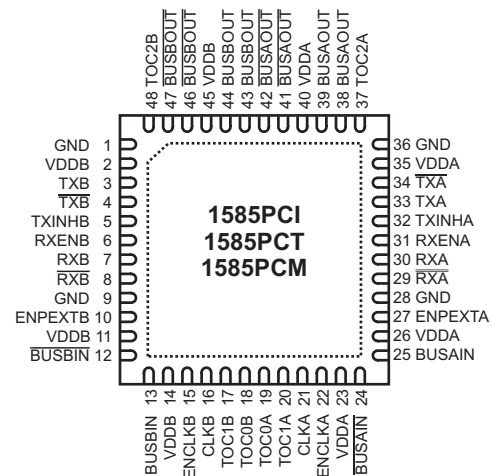 48 TOC2B
47 BUSBOUT
46 BUSBOUT
45 VDDB
44 BUSBOUT
43 BUSBOUT
42 BUSAOUT
41 BUSAOUT
40 VDDA
39 BUSAOUT
38 BUSAOUT
37 TOC2A
GND 1
VDDB 2
TXB 3
TXB 4
TXINHB 5
RXENB 6
RXB 7
RXB 8
GND 9
ENPEXTB 10
VDDB 11
BUSBIN 12
1585PCI
1585PCT
1585PCM
36 GND
35 VDDA
34 TXA
33 TXA
32 TXINHA
31 RXENA
30 RXA
29 RXA
28 GND
27 ENPEXTA
26 VDDA
25 BUSAIN
BUSBIN 13
VDDB 14
ENCLKB 15
CLKB 16
TOC1B 17
TOC0B 18
TOC0A 19
TOC1A 20
CLKA 21
ENCLKA 22
VDDA 23
BUSAIN 24